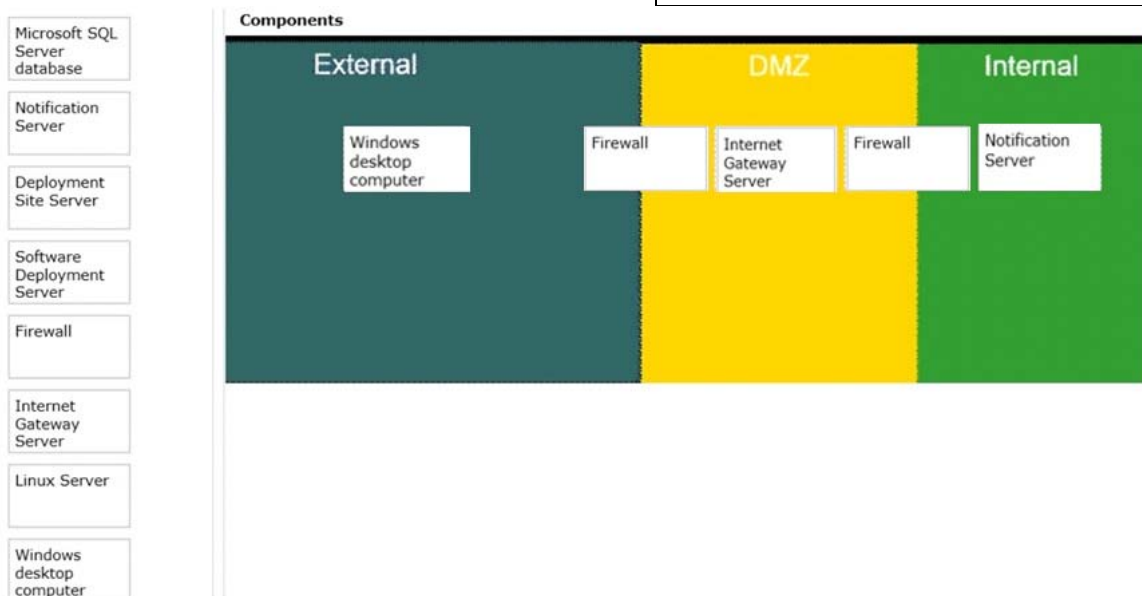 Microsoft SQL
Server
database
Notification
Server
Deployment
Site Server
Software
Deployment
Server
Firewall
Internet
Gateway
Server
Linux Server
Windows
desktop
computer
Components
External
DMZ
Internal
Windows
desktop
computer
Firewall
Internet
Gateway
Server
Firewall
Notification
Server